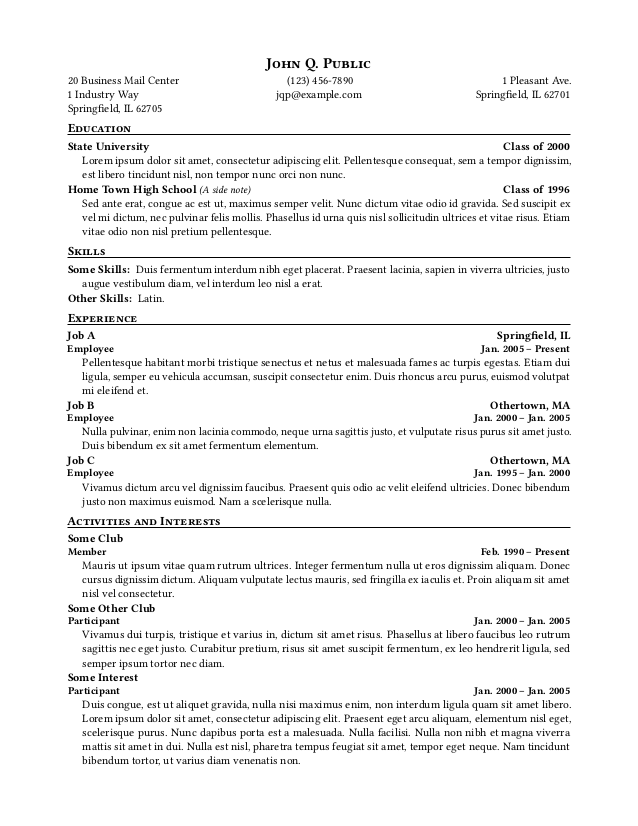 John Q. Public
20 Business Mail Center (123) 456-7890 1 Pleasant Ave.
1 Industry Way jqp@example.com Springfield, IL 62701
Springfield, IL 62705
Education
State University Class of 2000
Lorem ipsum dolor sit amet, consectetur adipiscing elit. Pellentesque consequat, sem a tempor dignissim,
est libero tincidunt nisl, non tempor nunc orci non nunc.
Home Town High School (A side note) Class of 1996
Sed ante erat, congue ac est ut, maximus semper velit. Nunc dictum vitae odio id gravida. Sed suscipit ex
vel mi dictum, nec pulvinar felis mollis. Phasellus id urna quis nisl sollicitudin ultrices et vitae risus. Etiam
vitae odio non nisl pretium pellentesque.
Skills
Some Skills: Duis fermentum interdum nibh eget placerat. Praesent lacinia, sapien in viverra ultricies, justo
augue vestibulum diam, vel interdum leo nisl a erat.
Other Skills: Latin.
Experience
Job A Springfield, IL
Employee Jan. 2005 – Present
Pellentesque habitant morbi tristique senectus et netus et malesuada fames ac turpis egestas. Etiam dui
ligula, semper eu vehicula accumsan, suscipit consectetur enim. Duis rhoncus arcu purus, euismod volutpat
mi eleifend et.
Job B Othertown, MA
Employee Jan. 2000 – Jan. 2005
Nulla pulvinar, enim non lacinia commodo, neque urna sagittis justo, et vulputate risus purus sit amet justo.
Duis bibendum ex sit amet fermentum elementum.
Job C Othertown, MA
Employee Jan. 1995 – Jan. 2000
Vivamus dictum arcu vel dignissim faucibus. Praesent quis odio ac velit eleifend ultricies. Donec bibendum
justo non maximus euismod. Nam a scelerisque nulla.
Activities and Interests
Some Club
Member Feb. 1990 – Present
Mauris ut ipsum vitae quam rutrum ultrices. Integer fermentum nulla ut eros dignissim aliquam. Donec
cursus dignissim dictum. Aliquam vulputate lectus mauris, sed fringilla ex iaculis et. Proin aliquam sit amet
nisl vel consectetur.
Some Other Club
Participant Jan. 2000 – Jan. 2005
Vivamus dui turpis, tristique et varius in, dictum sit amet risus. Phasellus at libero faucibus leo rutrum
sagittis nec eget justo. Curabitur pretium, risus sit amet suscipit fermentum, ex leo hendrerit ligula, sed
semper ipsum tortor nec diam.
Some Interest
Participant Jan. 2000 – Jan. 2005
Duis congue, est ut aliquet gravida, nulla nisi maximus enim, non interdum ligula quam sit amet libero.
Lorem ipsum dolor sit amet, consectetur adipiscing elit. Praesent eget arcu aliquam, elementum nisl eget,
scelerisque purus. Nunc dapibus porta est a malesuada. Nulla facilisi. Nulla non nibh et magna viverra
mattis sit amet in dui. Nulla est nisl, pharetra tempus feugiat sit amet, tempor eget neque. Nam tincidunt
bibendum tortor, ut varius diam venenatis non.